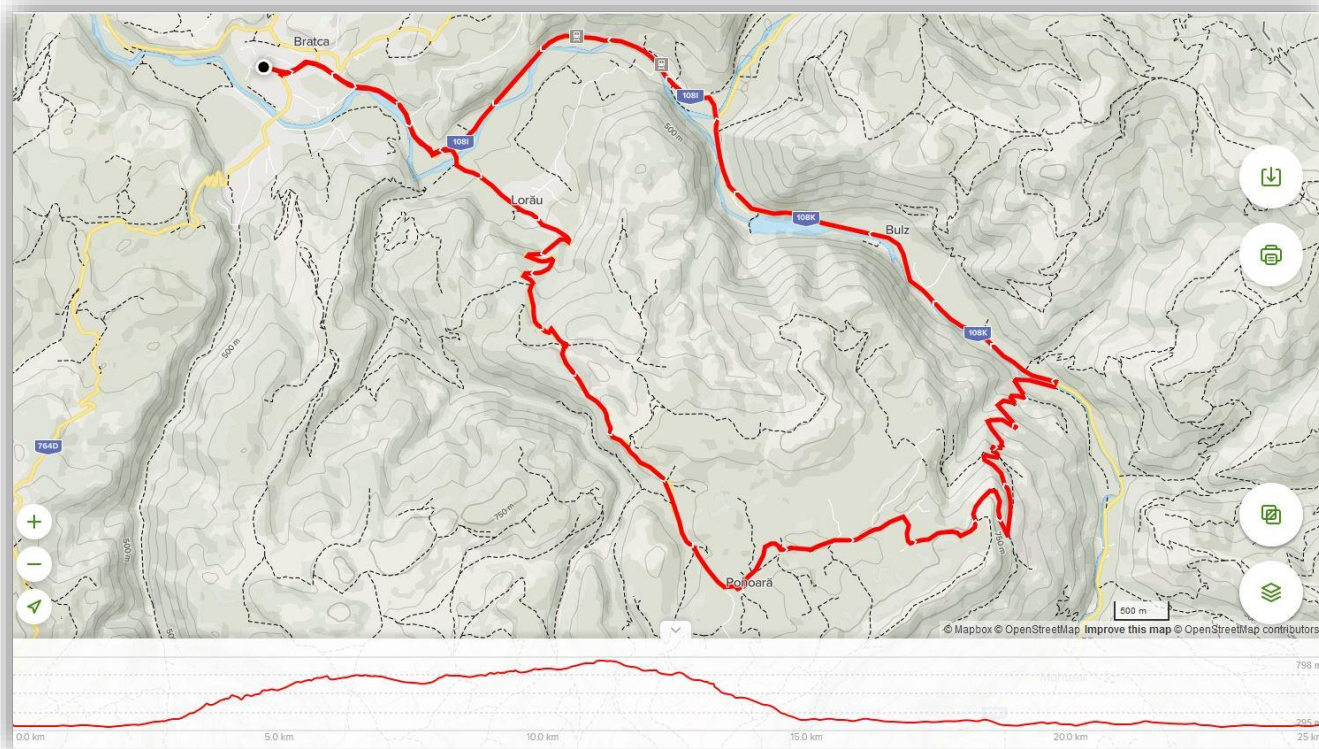 Bratca
108I
108I
500 m
108I
Lorău
108K
Bulz
500 m
108K
764D
750 m
500 m
750 m
Ponoară
500 m
© Mapbox © OpenStreetMap Improve this map © OpenStreetMap contributors
798 m
295 m
0.0 km 5.0 km 10.0 km 15.0 km 20.0 km 25 km